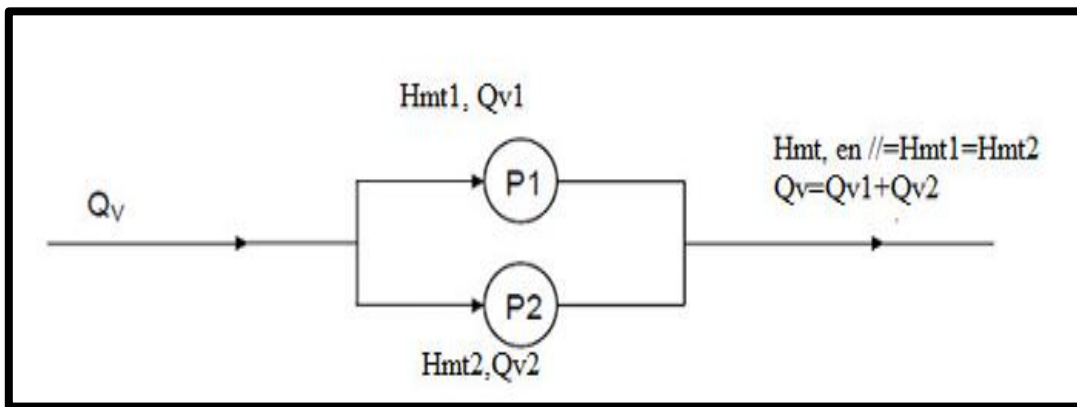 Hmt1, Qv1
Hmt, en //=Hmt1=Hmt2
Qv=Qv1+Qv2
P1
Qv
P2
Hmt2,Qv2